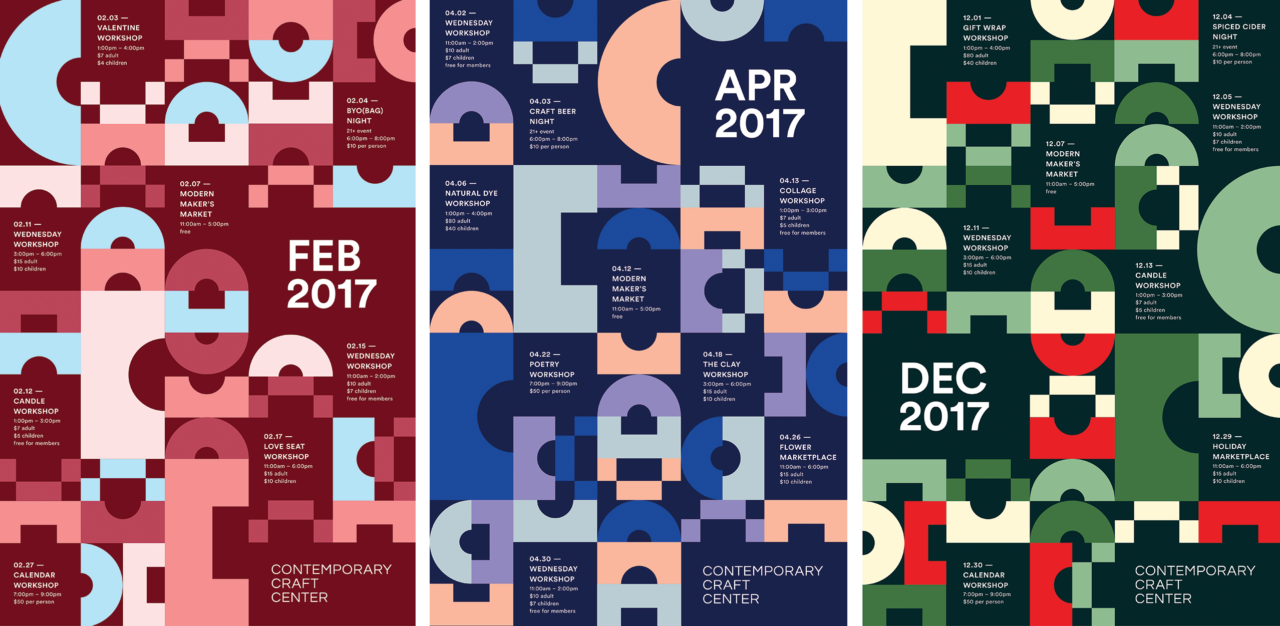 02.03 —
VALENTINE
WORKSHOP
1:00pm – 4:00pm
$7 adult
$4 children
02.04 —
BYO(BAG)
NIGHT
21+ event
6:00pm – 8:00pm
$10 per person
02.07 —
MODERN
MAKER'S
MARKET
11:00am – 5:00pm
free
02.11 —
WEDNESDAY
WORKSHOP
3:00pm – 6:00pm
$15 adult
$10 children
FEB
2017
02.15 —
WEDNESDAY
WORKSHOP
11:00am – 2:00pm
$10 adult
$7 children
free for members
02.12 —
CANDLE
WORKSHOP
1:00pm – 3:00pm
$7 adult
$5 children
free for members
02.17 —
LOVE SEAT
WORKSHOP
11:00am – 6:00pm
$15 adult
$10 children
02.27 —
CALENDAR
WORKSHOP
7:00pm – 9:00pm
$50 per person
CONTEMPORARY
CRAFT
CENTER
04.02 —
WEDNESDAY
WORKSHOP
11:00am – 2:00pm
$10 adult
$7 children
free for members
APR
2017
04.03 —
CRAFT BEER
NIGHT
21+ event
6:00pm – 8:00pm
$10 per person
04.06 —
NATURAL DYE
WORKSHOP
1:00pm – 4:00pm
$80 adult
$40 children
04.13 —
COLLAGE
WORKSHOP
1:00pm – 3:00pm
$7 adult
$5 children
free for members
04.12 —
MODERN
MAKER'S
MARKET
11:00am – 5:00pm
free
04.22 —
POETRY
WORKSHOP
7:00pm – 9:00pm
$50 per person
04.18 —
THE CLAY
WORKSHOP
3:00pm – 6:00pm
$15 adult
$10 children
04.26 —
FLOWER
MARKETPLACE
11:00am – 6:00pm
$15 adult
$10 children
04.30 —
WEDNESDAY
WORKSHOP
11:00am – 2:00pm
$10 adult
$7 children
free for members
CONTEMPORARY
CRAFT
CENTER
12.01 —
GIFT WRAP
WORKSHOP
1:00pm – 4:00pm
$80 adult
$40 children
12.04 —
SPICED CIDER
NIGHT
21+ event
6:00pm – 8:00pm
$10 per person
12.05 —
WEDNESDAY
WORKSHOP
11:00am – 2:00pm
$10 adult
$7 children
free for members
12.07 —
MODERN
MAKER'S
MARKET
11:00am – 5:00pm
free
12.11 —
WEDNESDAY
WORKSHOP
3:00pm – 6:00pm
$15 adult
$10 children
12.13 —
CANDLE
WORKSHOP
1:00pm – 3:00pm
$7 adult
$5 children
free for members
DEC
2017
12.29 —
HOLIDAY
MARKETPLACE
11:00am – 6:00pm
$15 adult
$10 children
12.30 —
CALENDAR
WORKSHOP
7:00pm – 9:00pm
$50 per person
CONTEMPORARY
CRAFT
CENTER